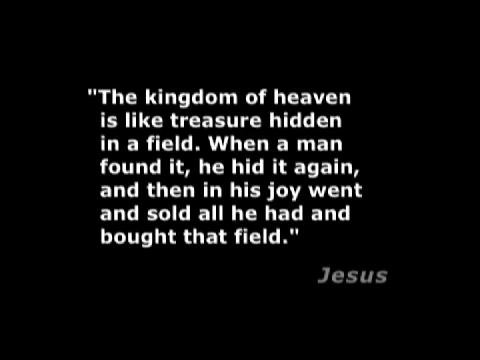 "The kingdom of heaven
is like treasure hidden
in a field. When a man
found it, he hid it again,
and then in his joy went
and sold all he had and
bought that field."
Jesus